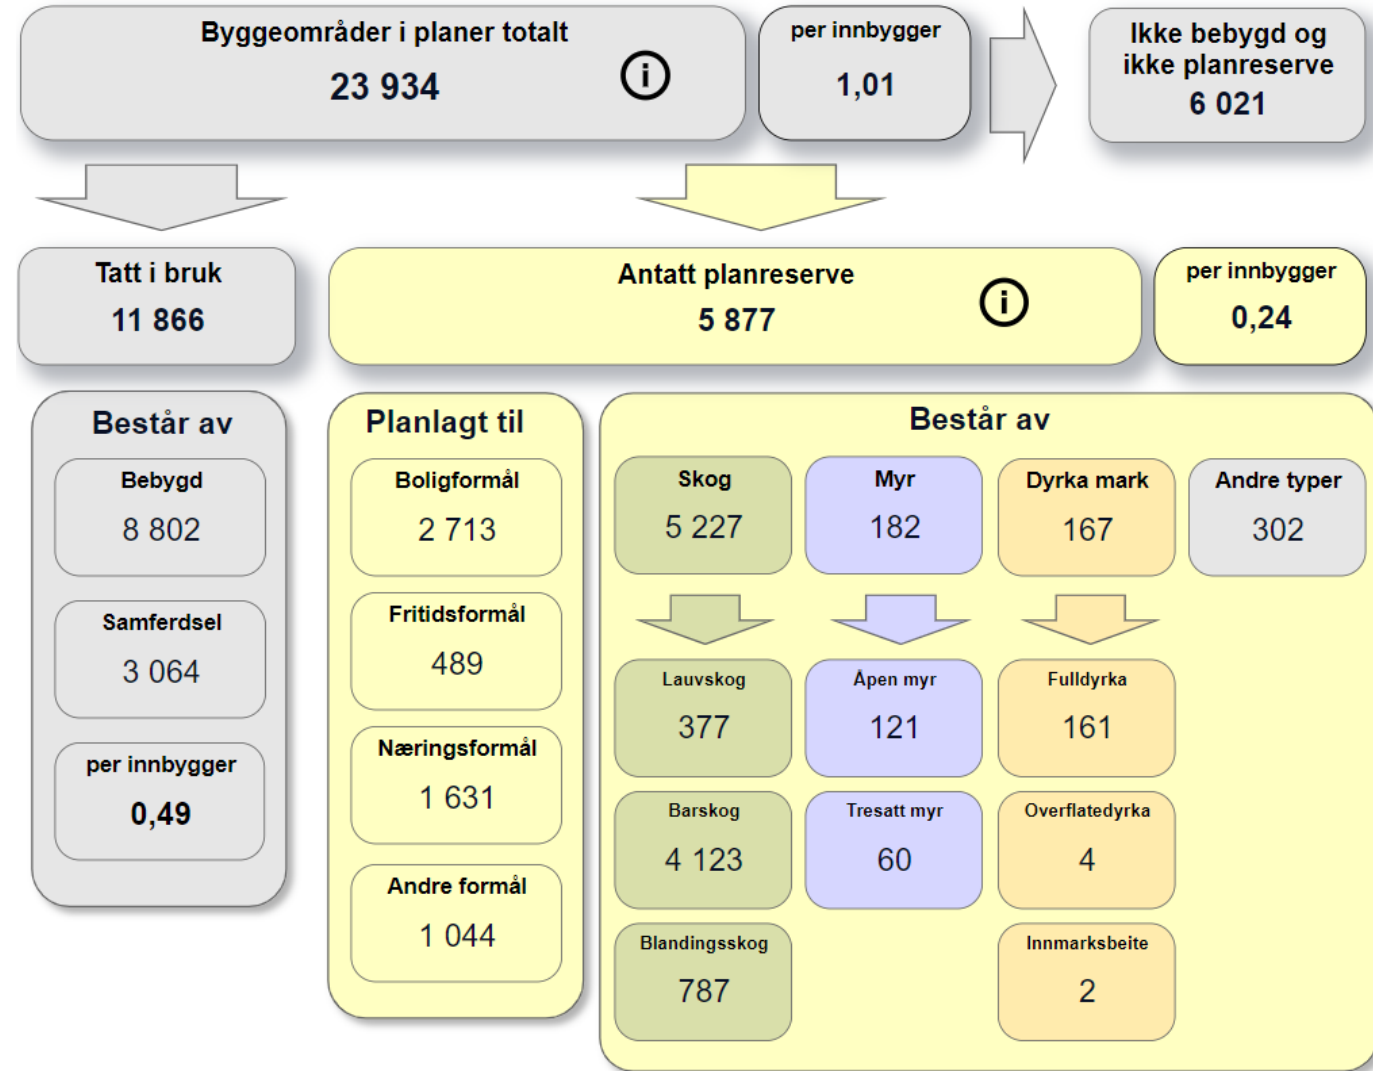 Byggeområder i planer totalt
23 934
i
per innbygger
1,01
Ikke bebygd og
ikke planreserve
6 021
Tatt i bruk
11 866
Antatt planreserve
5 877
i
per innbygger
0,24
Består av
Bebygd
8 802
Samferdsel
3 064
per innbygger
0,49
Planlagt til
Boligformål
2 713
Fritidsformål
489
Næringsformål
1 631
Andre formål
1 044
Består av
Skog
5 227
Myr
182
Dyrka mark
167
Andre typer
302
Lauvskog
377
Åpen myr
121
Fulldyrka
161
Barskog
4 123
Tresatt myr
60
Overflatedyrka
4
Blandingsskog
787
Innmarksbeite
2